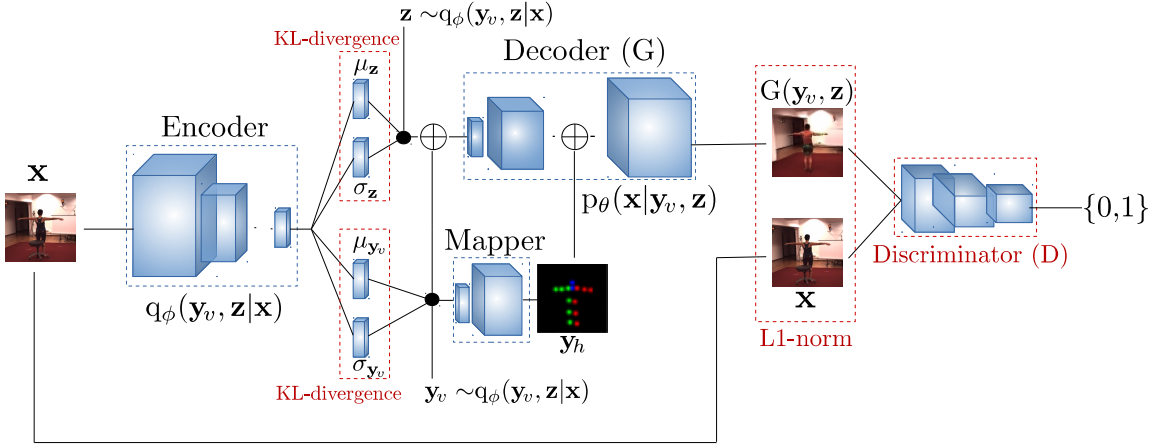 𝐳 ∼q_ϕ(𝐲_v, 𝐳|𝐱)
KL-divergence
Decoder (G)
μ_𝐳
G(𝐲_v, 𝐳)
Encoder
𝐱
σ_𝐳
p_θ(𝐱|𝐲_v, 𝐳)
{0,1}
μ_𝐲_v
Mapper
Discriminator (D)
q_ϕ(𝐲_v, 𝐳|𝐱)
𝐱
L1-norm
𝐲_h
σ_𝐲_v
KL-divergence
𝐲_v ∼q_ϕ(𝐲_v, 𝐳|𝐱)